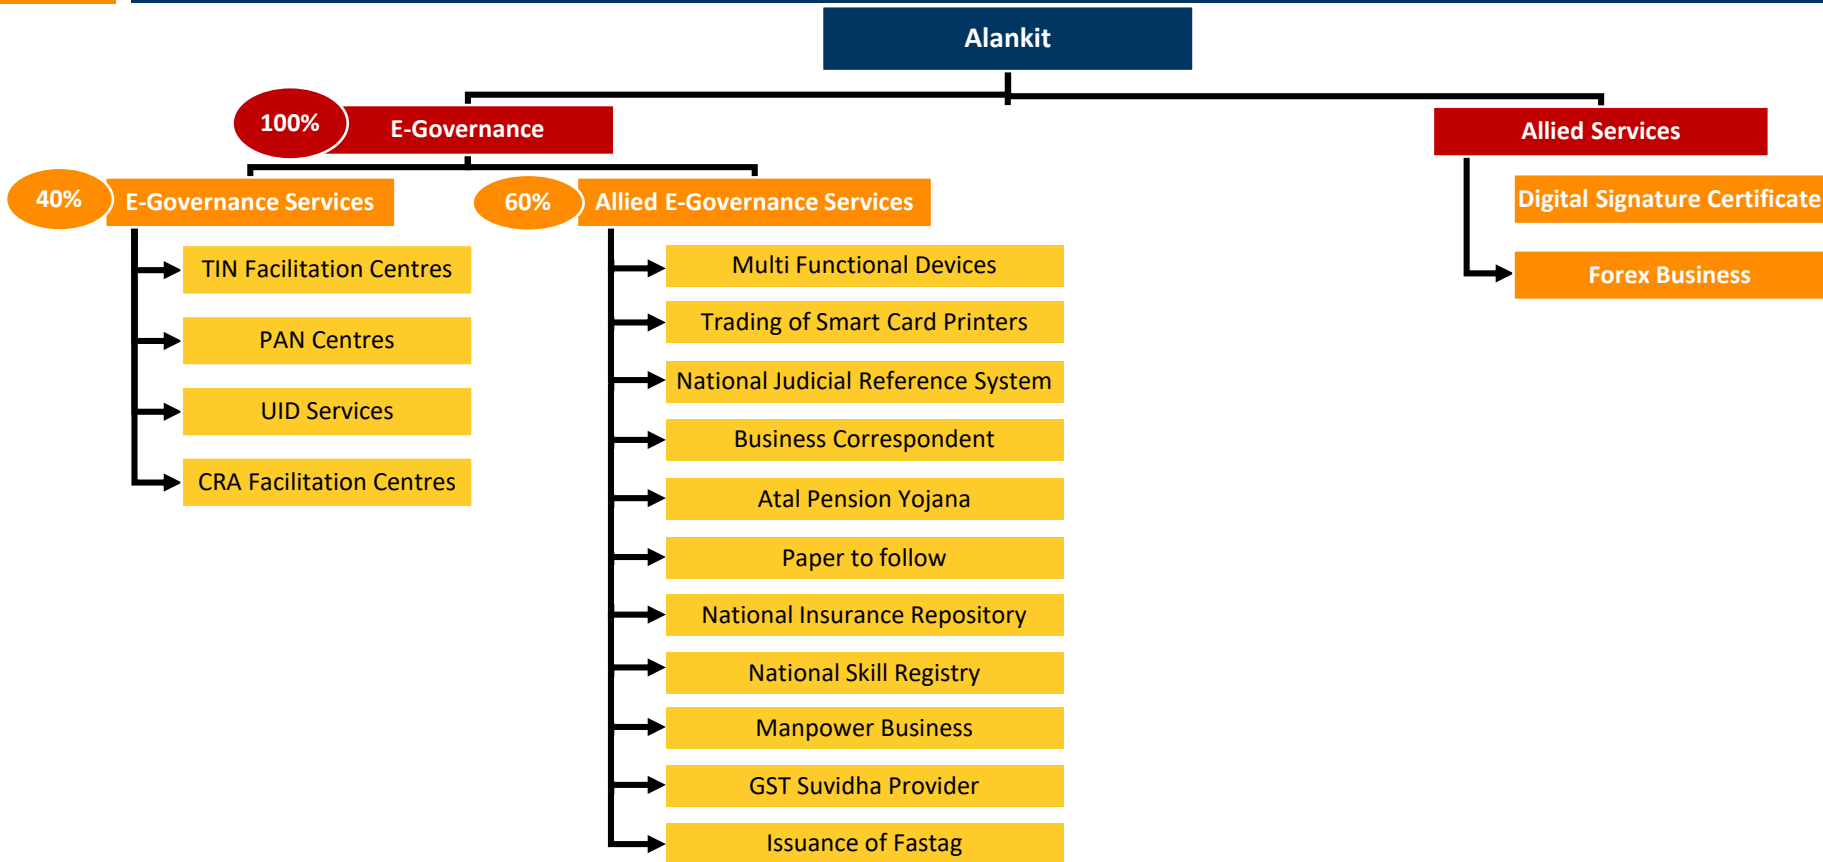 Alankit
100%
E-Governance
Allied Services
40%
E-Governance Services
60%
Allied E-Governance Services
Digital Signature Certificate
Forex Business
TIN Facilitation Centres
PAN Centres
UID Services
CRA Facilitation Centres
Multi Functional Devices
Trading of Smart Card Printers
National Judicial Reference System
Business Correspondent
Atal Pension Yojana
Paper to follow
National Insurance Repository
National Skill Registry
Manpower Business
GST Suvidha Provider
Issuance of Fastag